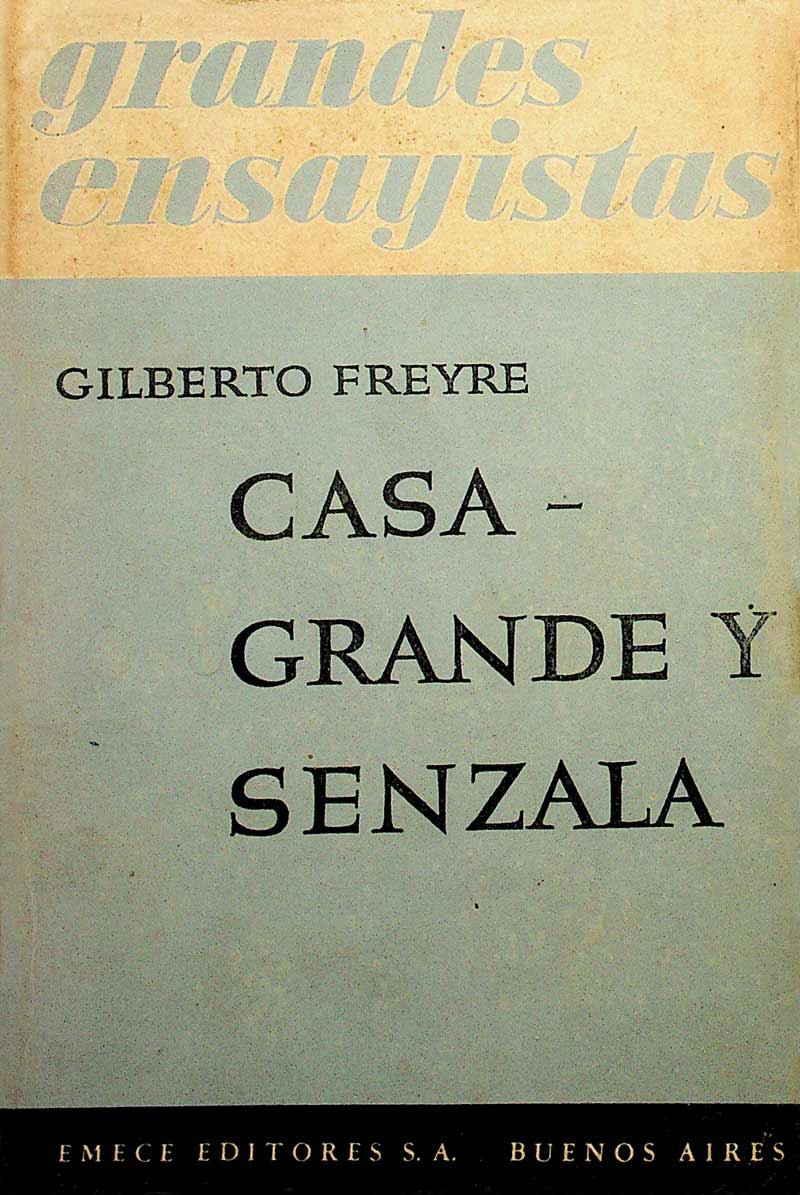 grandes
ensayistas
GILBERTO FREYRE
CASA -
GRANDE Y
SENZALA
EMECE EDITORES S. A. BUENOS AIRES